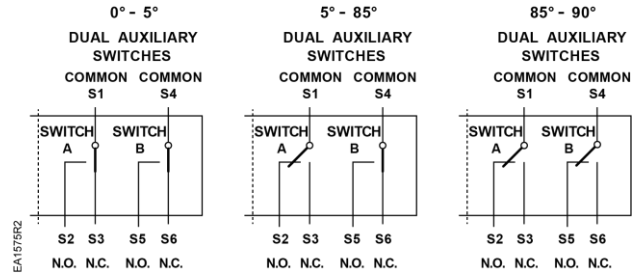 0° - 5°
DUAL AUXILIARY
SWITCHES
COMMON COMMON
S1 S4
SWITCH SWITCH
A B
S2 S3 S5 S6
N.O. N.C. N.O. N.C.
5° - 85°
DUAL AUXILIARY
SWITCHES
COMMON COMMON
S1 S4
SWITCH SWITCH
A B
S2 S3 S5 S6
N.O. N.C. N.O. N.C.
85° - 90°
DUAL AUXILIARY
SWITCHES
COMMON COMMON
S1 S4
SWITCH SWITCH
A B
S2 S3 S5 S6
N.O. N.C. N.O. N.C.
EA1575R2